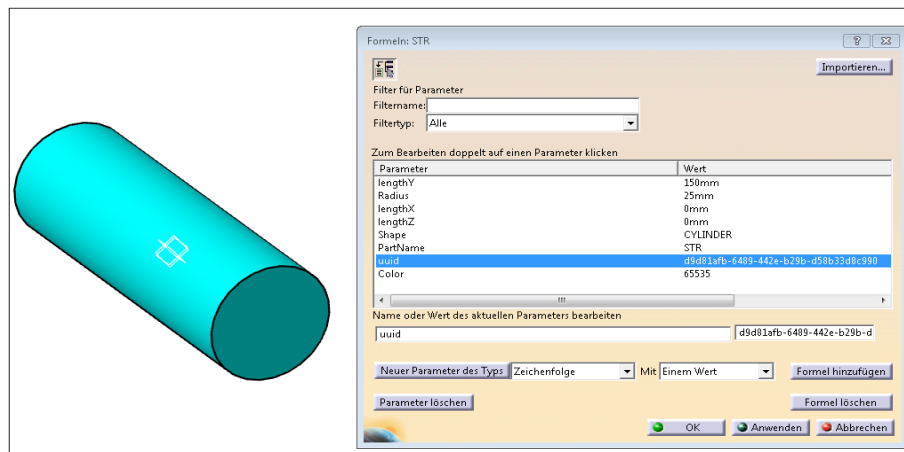 Formeln: STR
Importieren...
Filter für Parameter
Filtername:
Filtertyp: Alle
Zum Bearbeiten doppelt auf einen Parameter klicken
Parameter Wert
lengthY 150mm
Radius 25mm
lengthX 0mm
lengthZ 0mm
Shape CYLINDER
PartName STR
uuid d9d81afb-6489-442e-b29b-d58b33d8c990
Color 65535
Name oder Wert des aktuellen Parameters bearbeiten
uuid d9d81afb-6489-442e-b29b-d
Neuer Parameter des Typs Zeichenfolge Mit Einem Wert Formel hinzufügen
Parameter löschen Formel löschen
OK Anwenden Abbrechen